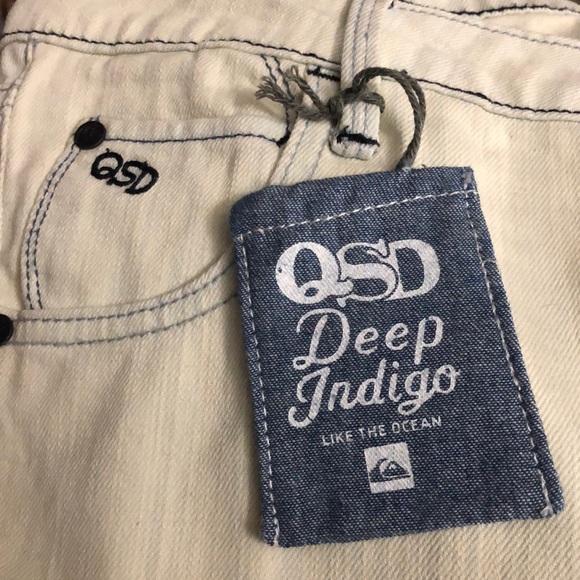 QSD
QSD
Deep
Indigo
LIKE THE OCEAN